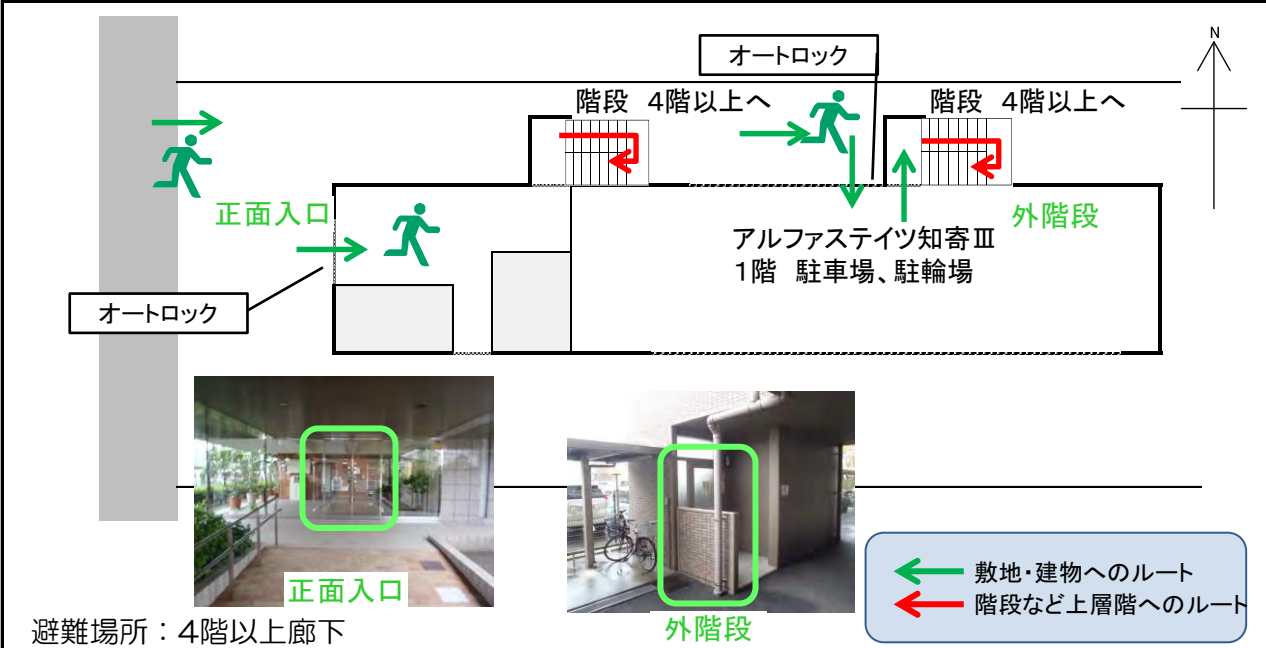 N
オートロック
階段 4階以上へ
階段 4階以上へ
正面入口
外階段
アルファステイツ知寄Ⅲ
1階 駐車場、駐輪場
オートロック
正面入口
外階段
敷地・建物へのルート
階段など上層階へのルート
避難場所：4階以上廊下